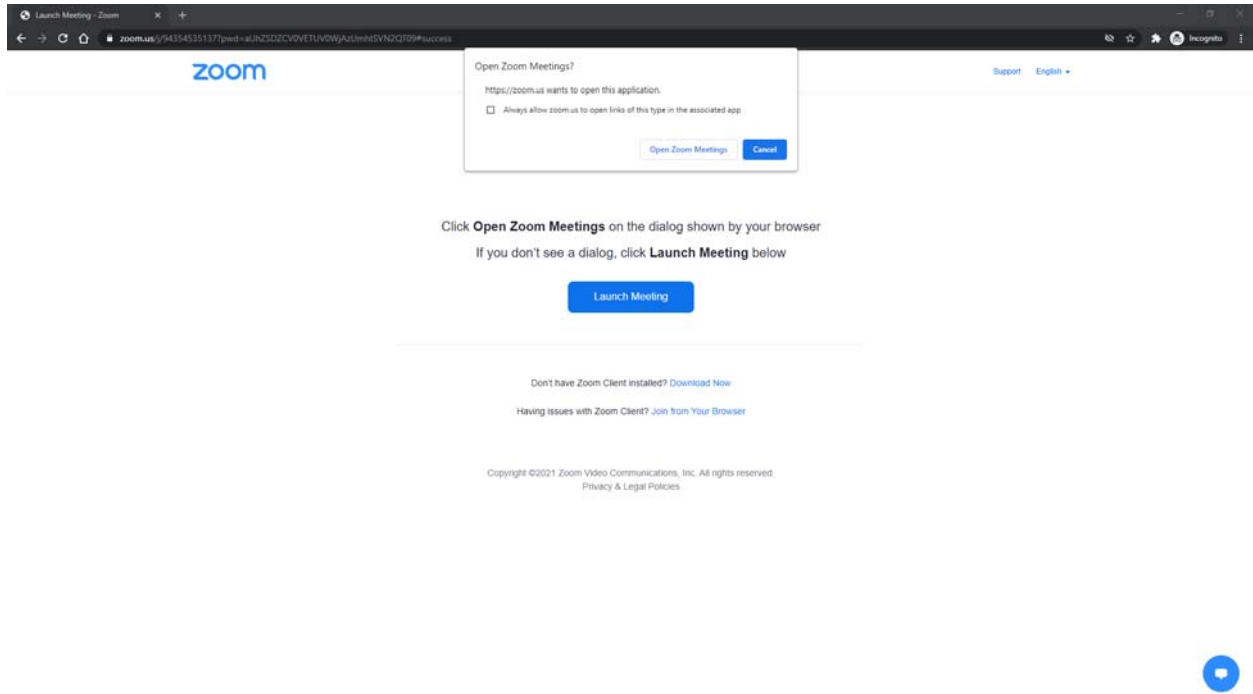 Launch Meeting - Zoom
zoom.us/j/94354535137?pwd=aUJhZSDZCV0VETUV0WjAzUmhtSVN2QT09#success
Incognito
zoom
Support English
Open Zoom Meetings?
https://zoom.us wants to open this application.
Always allow zoom.us to open links of this type in the associated app
Open Zoom Meetings Cancel
Click Open Zoom Meetings on the dialog shown by your browser
If you don't see a dialog, click Launch Meeting below
Launch Meeting
Don't have Zoom Client installed? Download Now
Having issues with Zoom Client? Join from Your Browser
Copyright ©2021 Zoom Video Communications, Inc. All rights reserved.
Privacy & Legal Policies